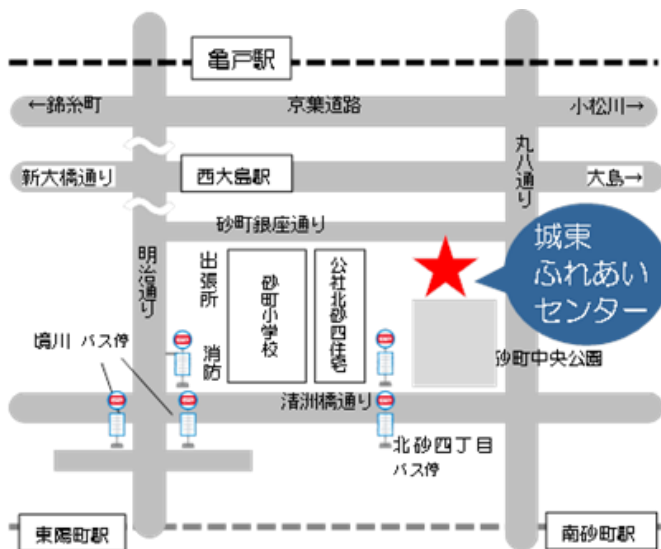 亀戸駅
←錦糸町
京葉道路
小松川→
丸八通り
新大橋通り
西大島駅
大島→
砂町銀座通り
城東
ふれあい
センター
明治通り
出張所
消防
砂町小学校
公社北砂四住宅
境川 バス停
砂町中央公園
清洲橋通り
北砂四丁目
バス停
東陽町駅
南砂町駅